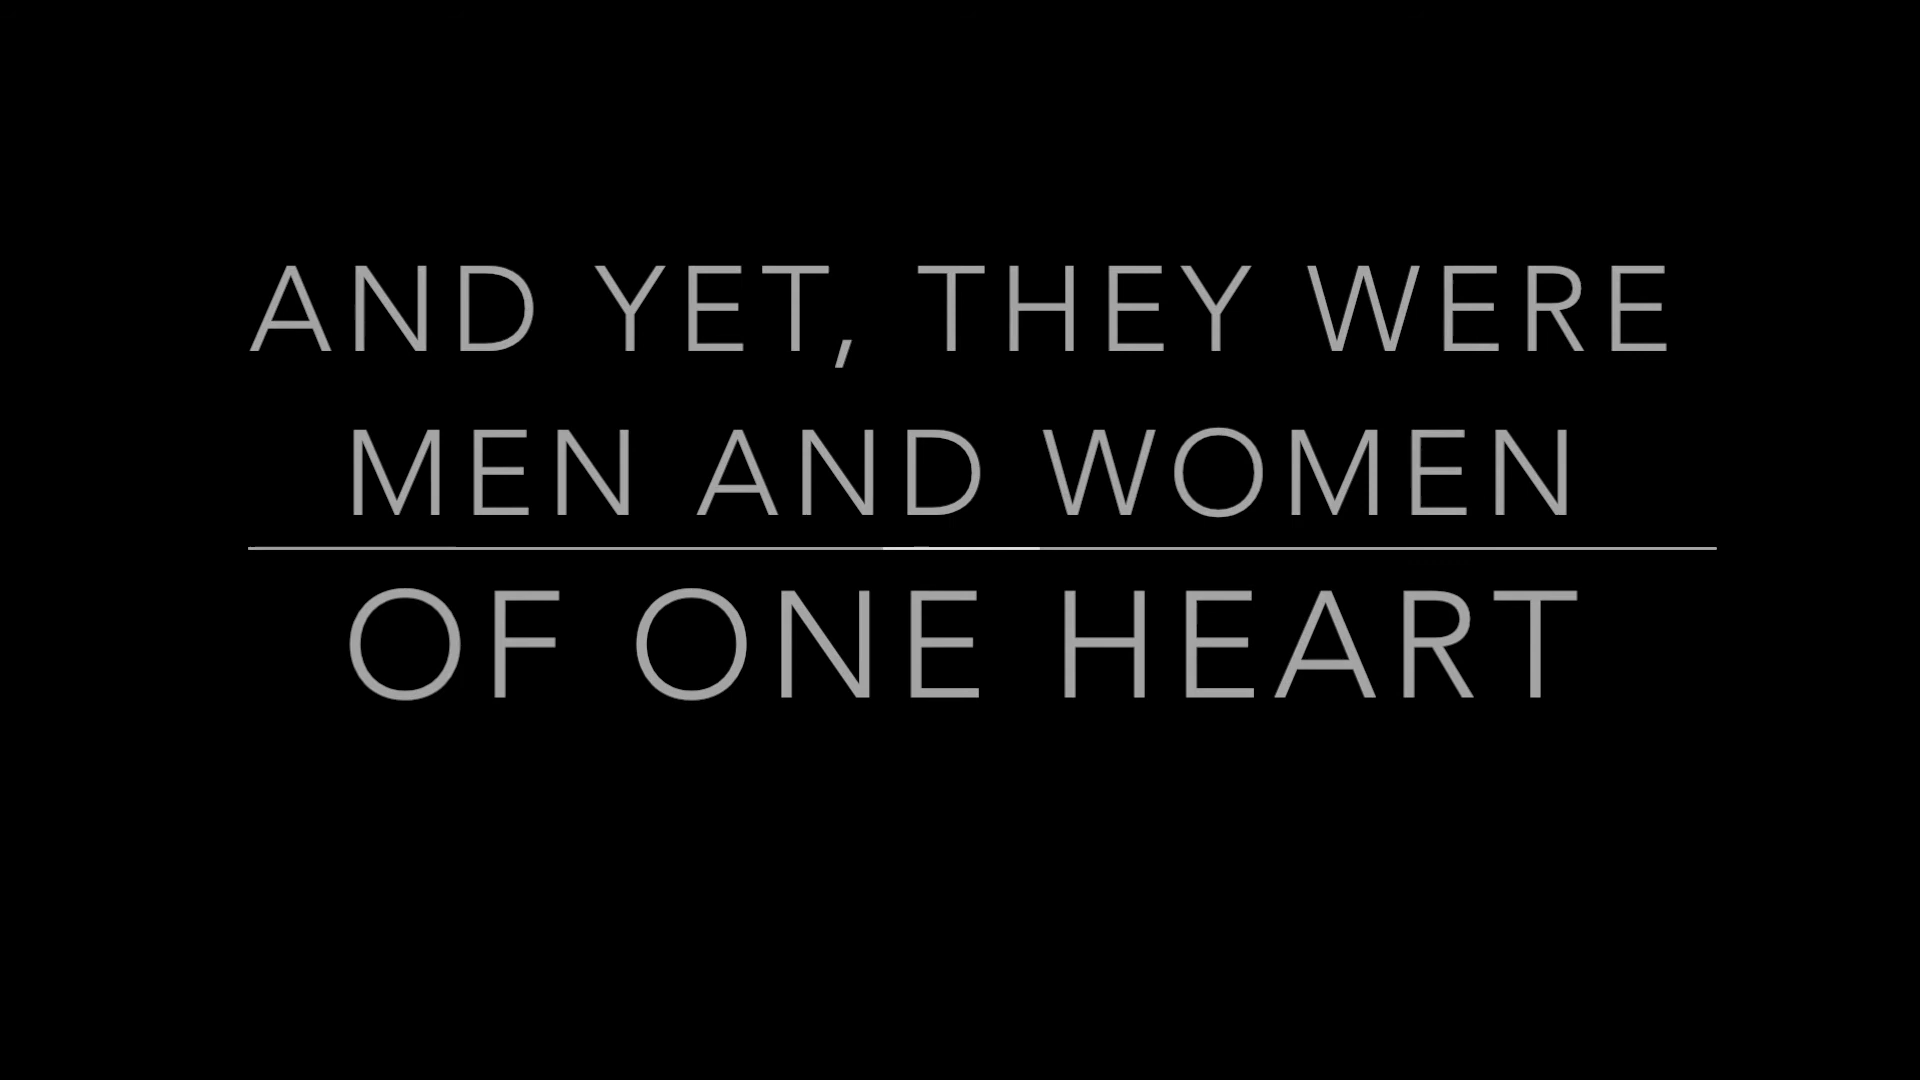 AND YET, THEY WERE
MEN AND WOMEN
OF ONE HEART